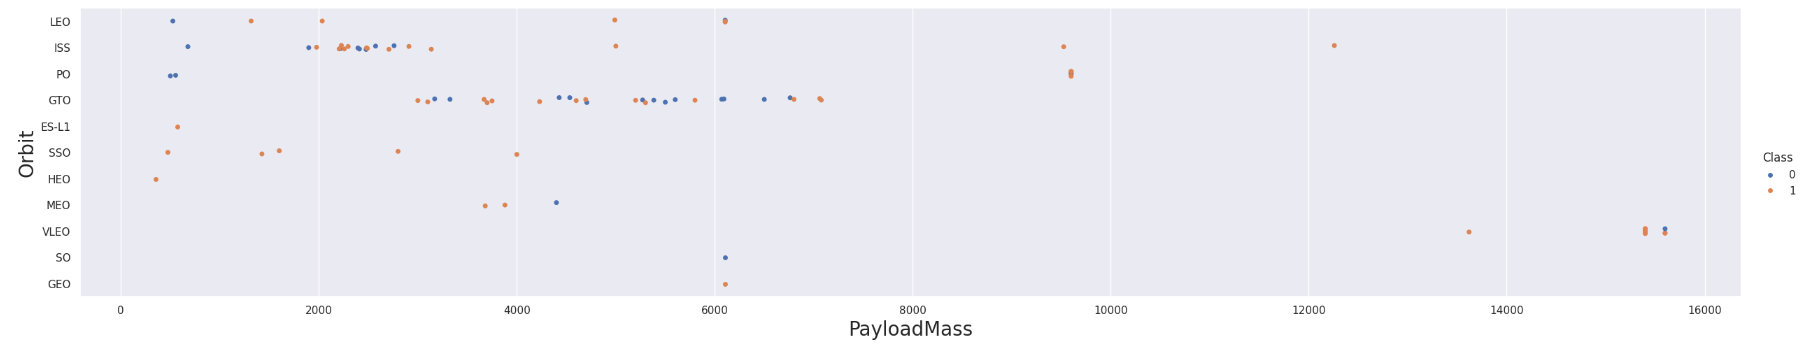 LEO
ISS
PO
GTO
ES-L1
SSO
HEO
MEO
VLEO
SO
GEO
Orbit
0 2000 4000 6000 8000 10000 12000 14000 16000
PayloadMass
Class
0
1